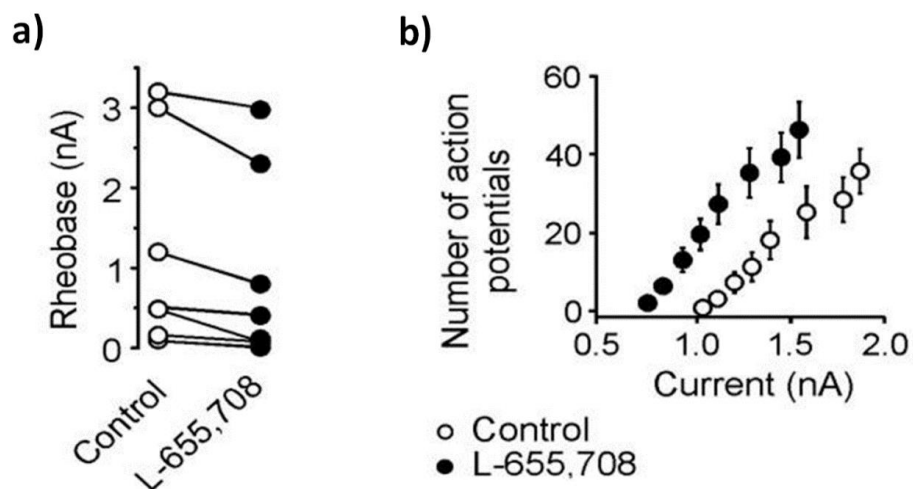 a)
Rheobase (nA)
3
2
1
0
Control
L-655,708
b)
Number of action
potentials
60
40
20
0
0.5
1.0
1.5
2.0
Current (nA)
Control
L-655,708